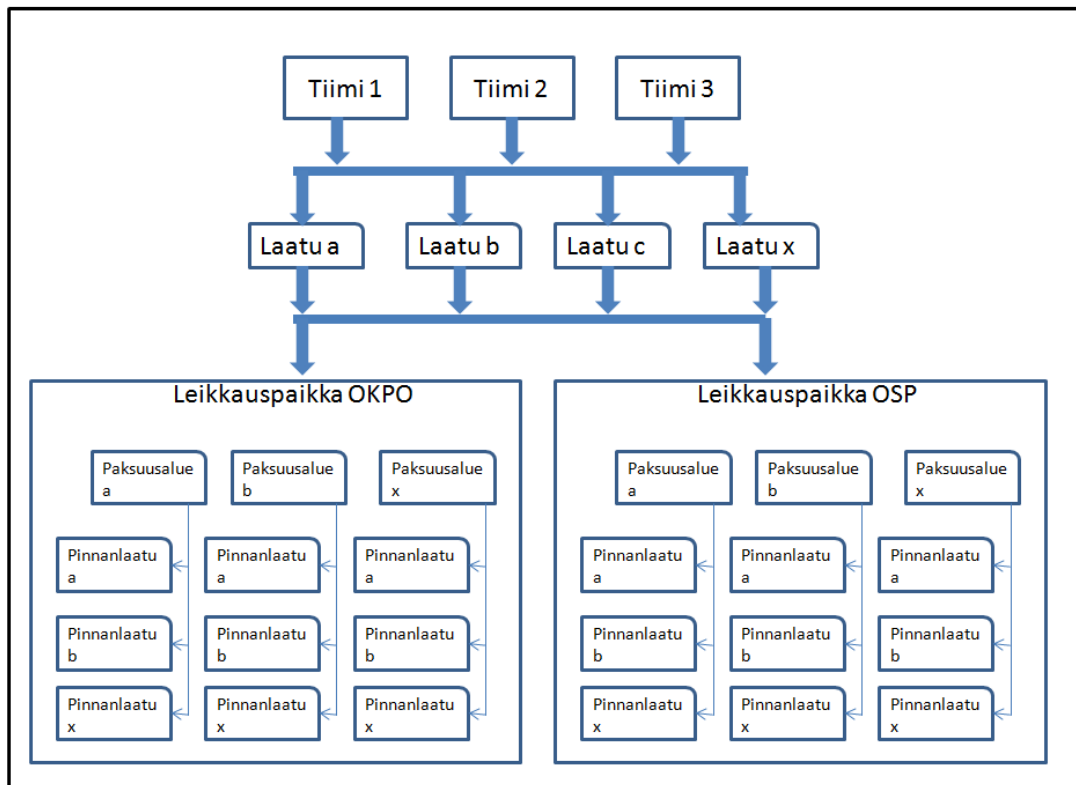 Tiimi 1
Tiimi 2
Tiimi 3
Laatu a
Laatu b
Laatu c
Laatu x
Leikkauspaikka OKPO
Paksuusalue
a
Paksuusalue
b
Paksuusalue
x
Pinnanlaatu
a
Pinnanlaatu
a
Pinnanlaatu
a
Pinnanlaatu
b
Pinnanlaatu
b
Pinnanlaatu
b
Pinnanlaatu
x
Pinnanlaatu
x
Pinnanlaatu
x
Leikkauspaikka OSP
Paksuusalue
a
Paksuusalue
b
Paksuusalue
x
Pinnanlaatu
a
Pinnanlaatu
a
Pinnanlaatu
a
Pinnanlaatu
b
Pinnanlaatu
b
Pinnanlaatu
b
Pinnanlaatu
x
Pinnanlaatu
x
Pinnanlaatu
x